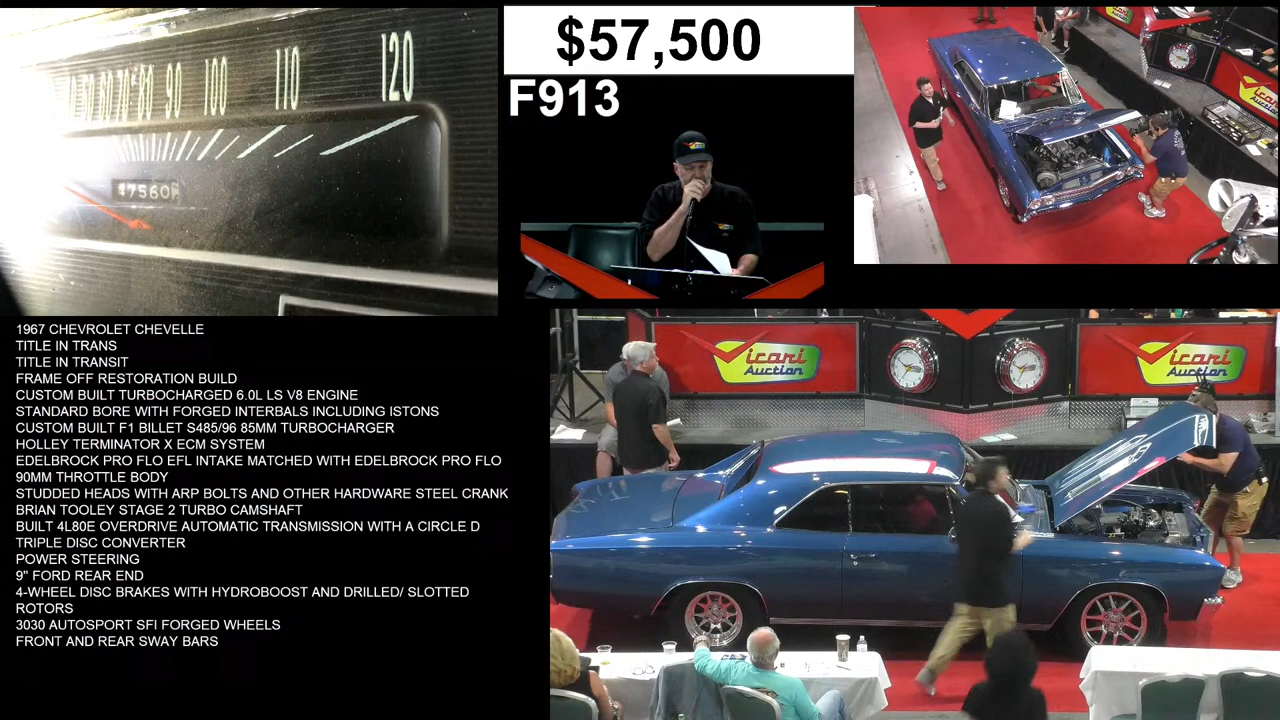 100
110
120
90
$57,500
F913
1967 CHEVROLET CHEVELLE
TITLE IN TRANS
TITLE IN TRANSIT
FRAME OFF RESTORATION BUILD
CUSTOM BUILT TURBOCHARGED 6.0L LS V8 ENGINE
STANDARD BORE WITH FORGED INTERBALS INCLUDING ISTONS
CUSTOM BUILT F1 BILLET S485/96 85MM TURBOCHARGER
HOLLEY TERMINATOR X ECM SYSTEM
EDELBROCK PRO FLO EFL INTAKE MATCHED WITH EDELBROCK PRO FLO
90MM THROTTLE BODY
STUDDED HEADS WITH ARP BOLTS AND OTHER HARDWARE STEEL CRANK
BRIAN TOOLEY STAGE 2 TURBO CAMSHAFT
BUILT 4L80E OVERDRIVE AUTOMATIC TRANSMISSION WITH A CIRCLE D
TRIPLE DISC CONVERTER
POWER STEERING
9" FORD REAR END
4-WHEEL DISC BRAKES WITH HYDROBOOST AND DRILLED/ SLOTTED
ROTORS
3030 AUTOSPORT SFI FORGED WHEELS
FRONT AND REAR SWAY BARS
Vicari
Auction
Vicari
Auction